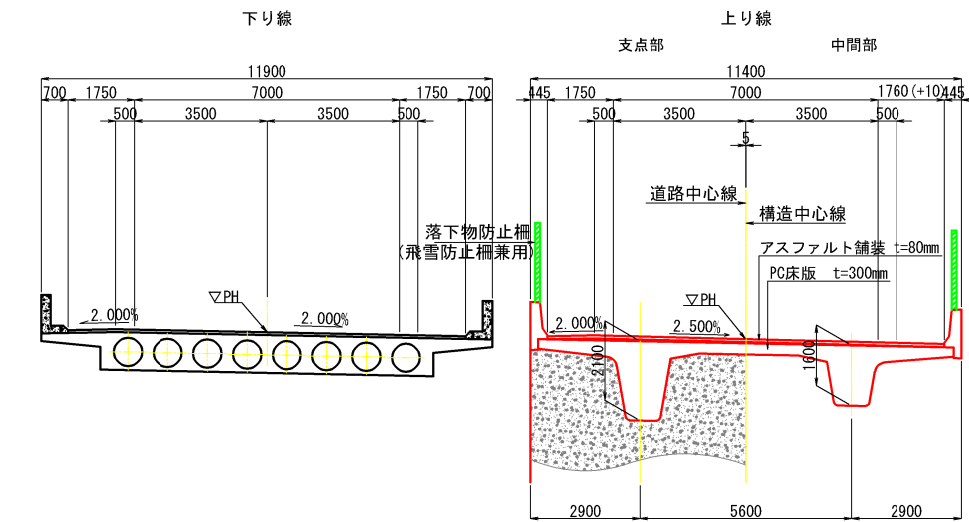 下り線
上り線
支点部
中間部
11900
11400
700
1750
7000
1750
700
445
1750
7000
1760(+10)
445
500
3500
3500
500
500
3500
3500
500
5
道路中心線
構造中心線
落下物防止柵
(飛雪防止柵兼用)
アスファルト舗装 t=80mm
PC床版 t=300mm
▽PH
▽PH
2.000%
2.000%
2.000%
2.500%
2100
1600
2900
5600
2900